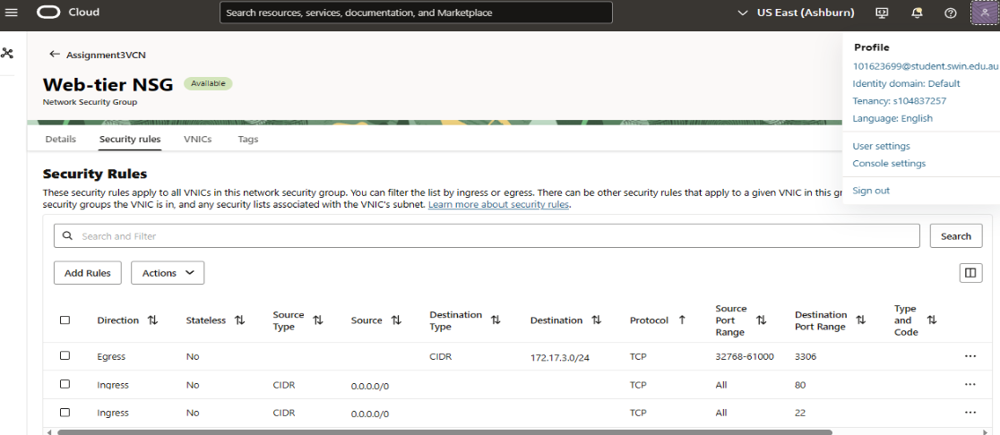 Cloud
Search resources, services, documentation, and Marketplace
US East (Ashburn)
Profile
101623699@student.swin.edu.au
Identity domain: Default
Tenancy: s104837257
Language: English
User settings
Console settings
Sign out
Assignment3VCN
Web-tier NSG Available
Network Security Group
Details Security rules VNICs Tags
Security Rules
These security rules apply to all VNICs in this network security group. You can filter the list by ingress or egress. There can be other security rules that apply to a given VNIC in this
security groups the VNIC is in, and any security lists associated with the VNIC's subnet. Learn more about security rules.
Search and Filter Search
Add Rules Actions
Direction Stateless Source Type Source Destination Type Destination Protocol Source Port Range Destination Port Range Type and Code
Egress No CIDR 172.17.3.0/24 TCP 32768-61000 3306
Ingress No CIDR 0.0.0.0/0 TCP All 80
Ingress No CIDR 0.0.0.0/0 TCP All 22